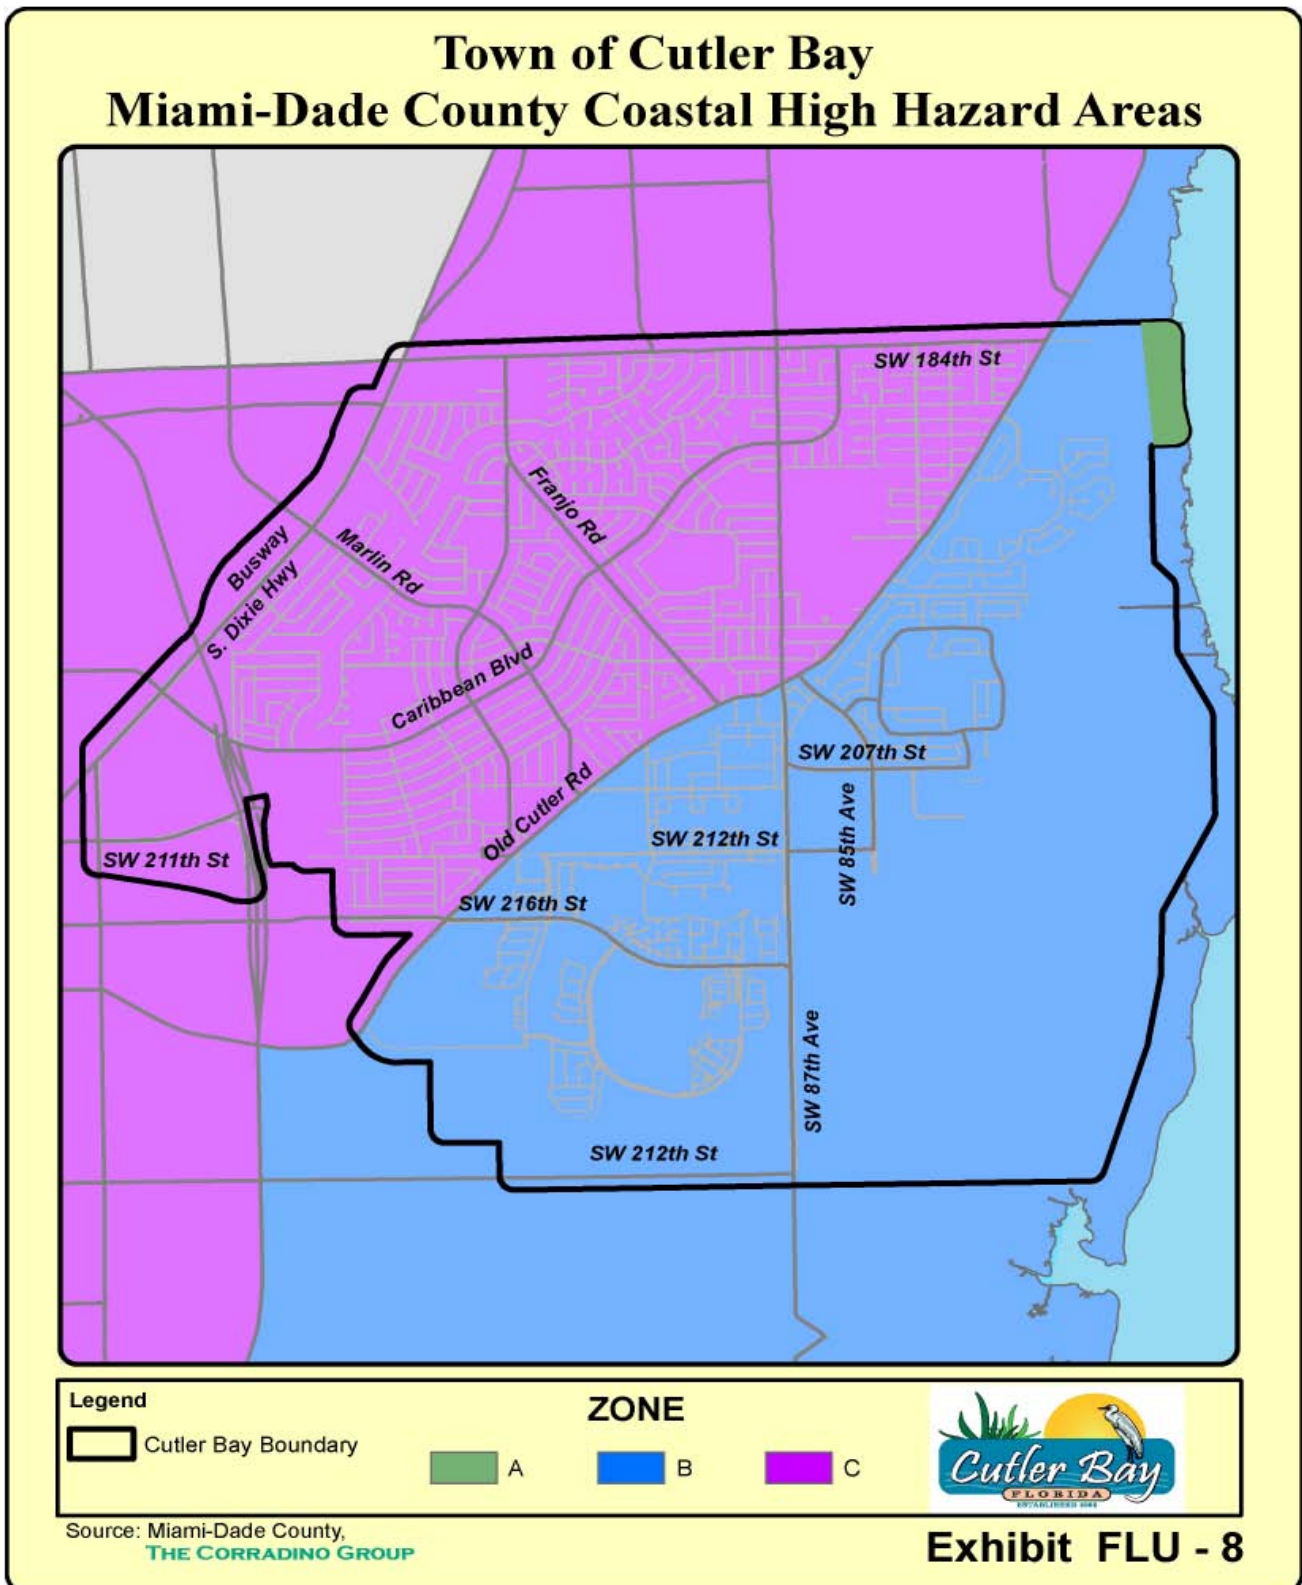 Town of Cutler Bay
Miami-Dade County Coastal High Hazard Areas
SW 184th St
Franjo Rd
Marlin Rd
Busway
S. Dixie Hwy
Caribbean Blvd
SW 207th St
Old Cutler Rd
SW 85th Ave
SW 212th St
SW 211th St
SW 216th St
SW 87th Ave
SW 212th St
Legend
ZONE
Cutler Bay Boundary
A
B
C
Cutler Bay
FLORIDA
Source: Miami-Dade County,
THE CORRADINO GROUP
Exhibit FLU - 8